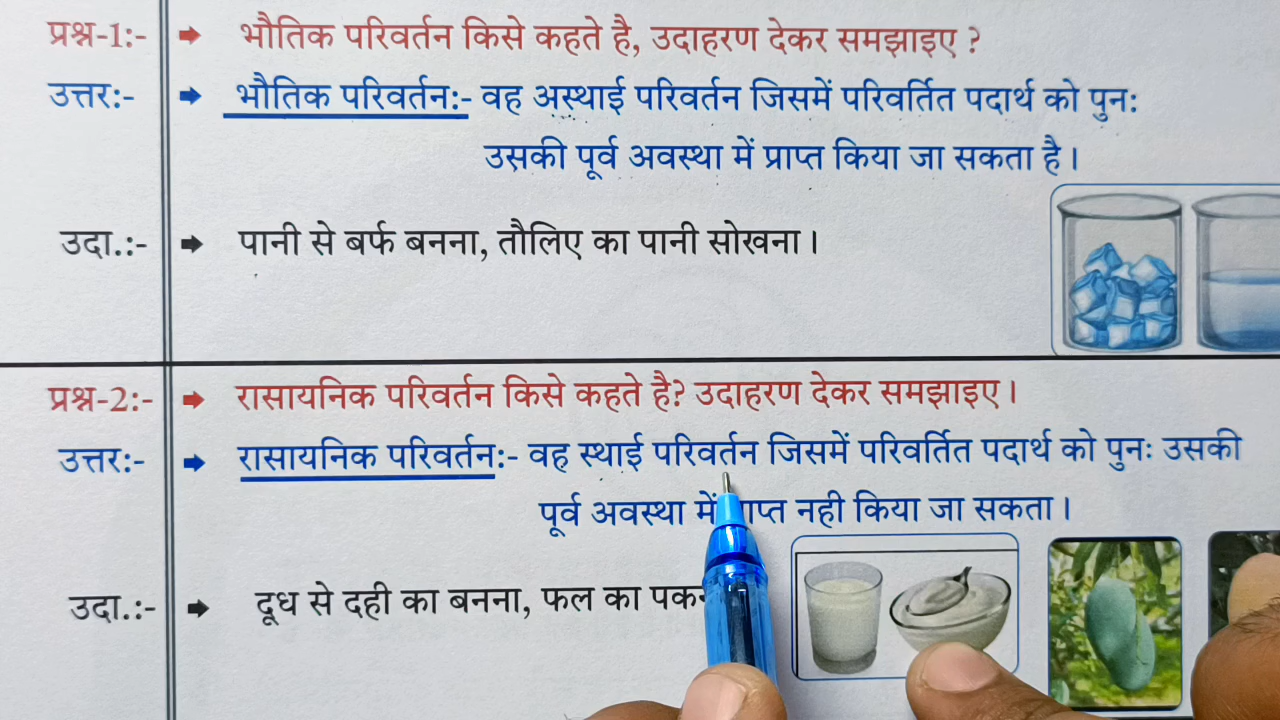 प्रश्न-1:- ➡ भौतिक परिवर्तन किसे कहते है, उदाहरण देकर समझाइए ?
उत्तर:- ➡ भौतिक परिवर्तन:- वह अस्थाई परिवर्तन जिसमें परिवर्तित पदार्थ को पुनः
उसकी पूर्व अवस्था में प्राप्त किया जा सकता है।
उदा.:- ➡ पानी से बर्फ बनना, तौलिए का पानी सोखना।
प्रश्न-2:- ➡ रासायनिक परिवर्तन किसे कहते है? उदाहरण देकर समझाइए।
उत्तर:- ➡ रासायनिक परिवर्तन:- वह स्थाई परिवर्तन जिसमें परिवर्तित पदार्थ को पुनः उसकी
पूर्व अवस्था में नही किया जा सकता।
उदा.:- ➡ दूध से दही का बनना, फल का